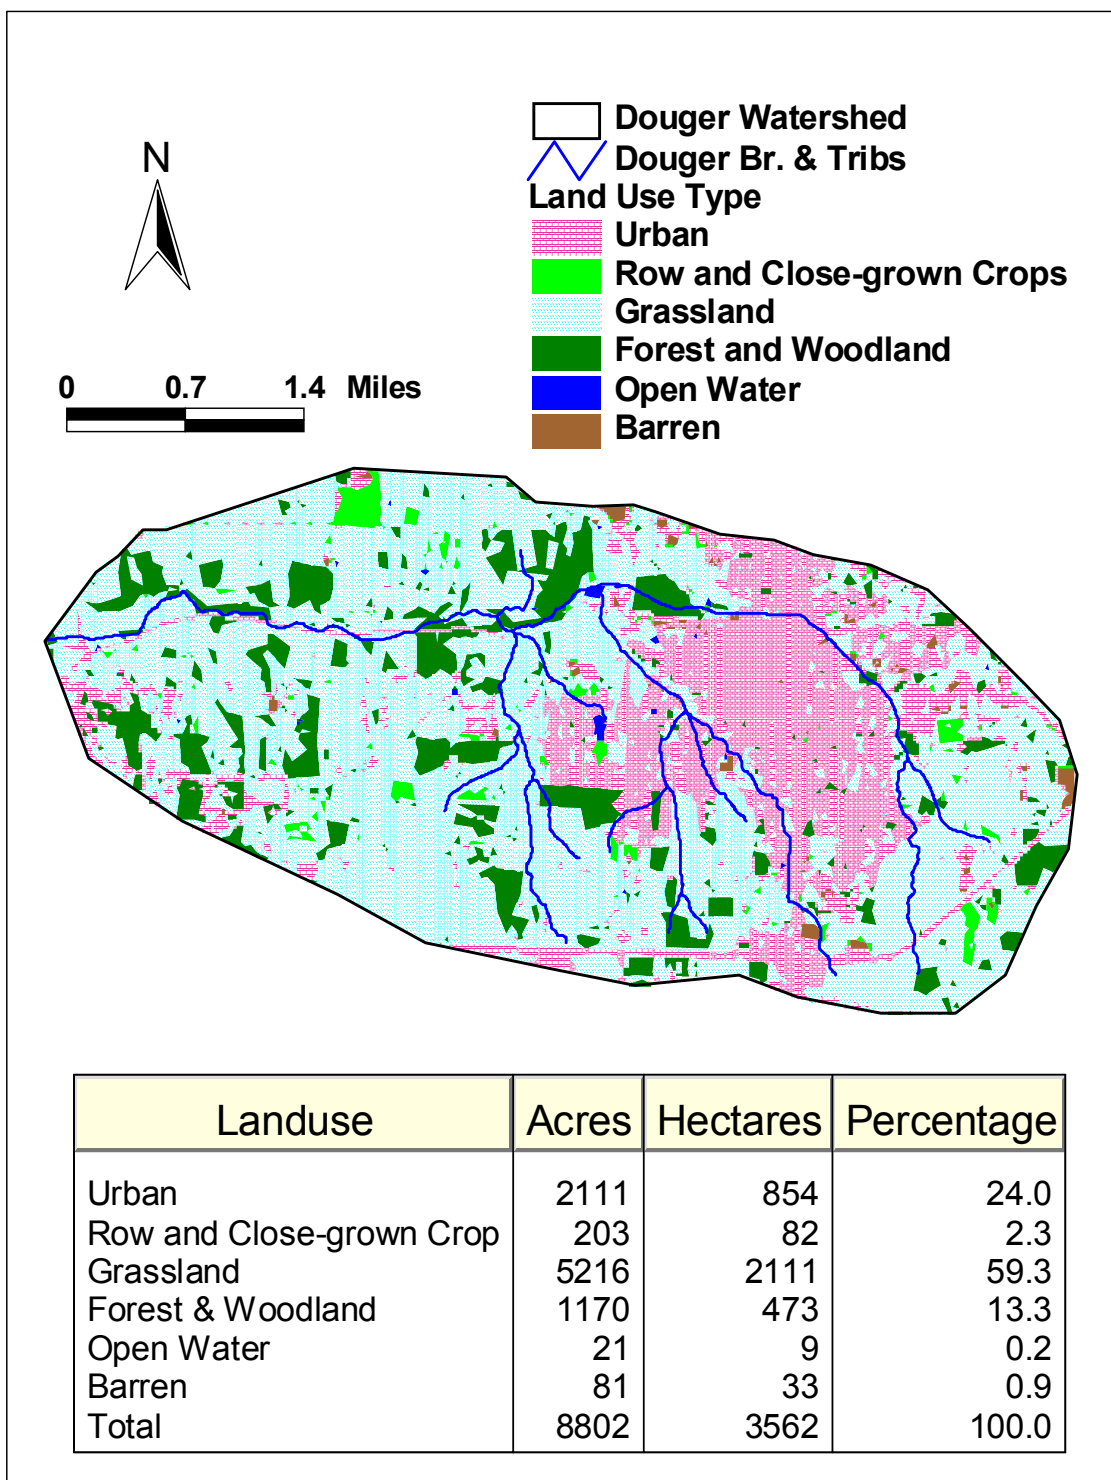 Douger Watershed
N
Douger Br. & Tribs
Land Use Type
Urban
Row and Close-grown Crops
Grassland
Forest and Woodland
0 0.7 1.4 Miles
Open Water
Barren
Landuse Acres Hectares Percentage
Urban 2111 854 24.0
Row and Close-grown Crop 203 82 2.3
Grassland 5216 2111 59.3
Forest & Woodland 1170 473 13.3
Open Water 21 9 0.2
Barren 81 33 0.9
Total 8802 3562 100.0